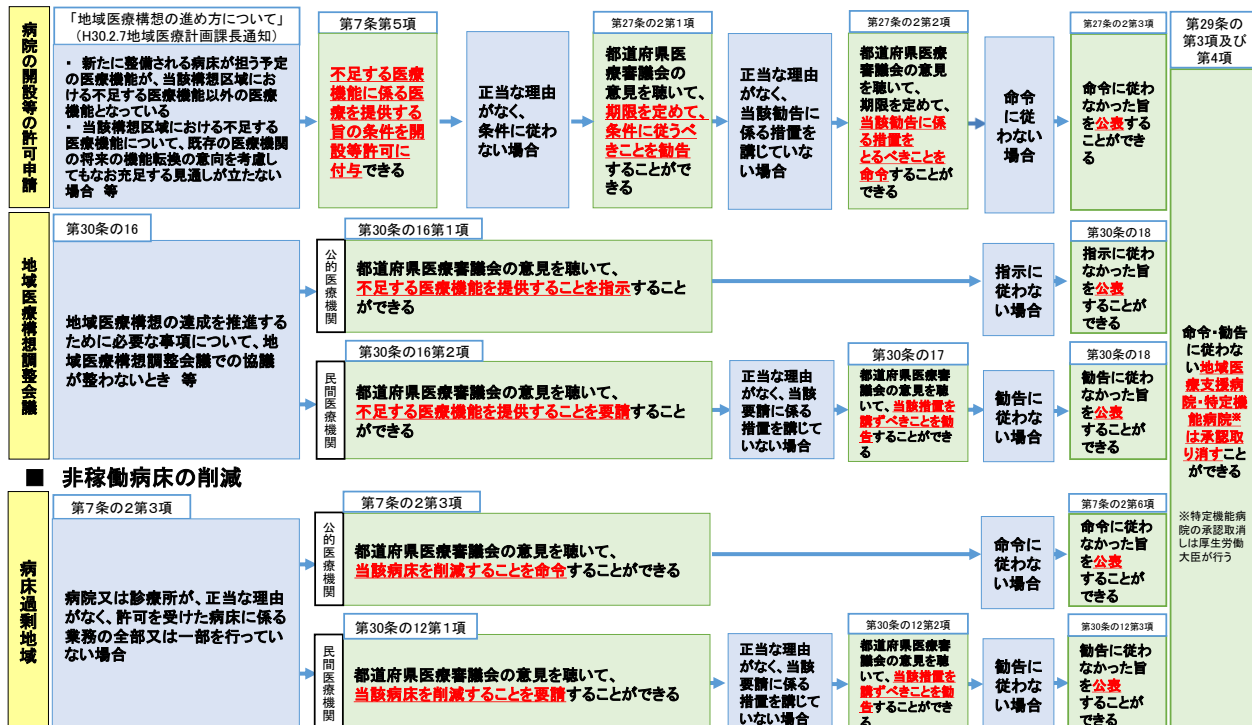 病院の開設等の許可申請
「地域医療構想の進め方について」
（H30.2.7地域医療計画課長通知）
・ 新たに整備される病床が担う予定
の医療機能が、当該構想区域にお
ける不足する医療機能以外の医療
機能となっている
・ 当該構想区域における不足する
医療機能について、既存の医療機関
の将来の機能転換の意向を考慮し
てもなお充足する見通しが立たない
場合 等
第7条第5項
不足する医療
機能に係る医
療を提供する
旨の条件を開
設等許可に
付与できる
正当な理由
がなく、
条件に従わ
ない場合
第27条の2第1項
都道府県医
療審議会の
意見を聴いて、
期限を定めて、
条件に従うべ
きことを勧告
することがで
きる
正当な理由
がなく、
当該勧告に
係る措置を
講じていな
い場合
第27条の2第2項
都道府県医療
審議会の意見
を聴いて、
期限を定めて、
当該勧告に係
る措置を
とるべきことを
命令することが
できる
命令
に従
わない
場合
第27条の2第3項
命令に従わ
なかった旨
を公表する
ことができ
る
第29条の
第3項及び
第4項
命令・勧告
に従わな
い地域医
療支援病
院・特定機
能病院※
は承認取
り消すこと
ができる
※特定機能病
院の承認取消
しは厚生労働
大臣が行う
地域医療構想調整会議
第30条の16
地域医療構想の達成を推進する
ために必要な事項について、地
域医療構想調整会議での協議
が整わないとき 等
公的医療機関
第30条の16第1項
都道府県医療審議会の意見を聴いて、
不足する医療機能を提供することを指示すること
ができる
指示に
従わな
い場合
第30条の18
指示に従わ
なかった旨
を公表
することが
できる
民間医療機関
第30条の16第2項
都道府県医療審議会の意見を聴いて、
不足する医療機能を提供することを要請すること
ができる
正当な理由
がなく、当該
要請に係る
措置を講じて
いない場合
第30条の17
都道府県医療審
議会の意見を聴
いて、当該措置を
講ずべきことを勧
告することができ
る
勧告に
従わな
い場合
第30条の18
勧告に従わ
なかった旨
を公表
することが
できる
■ 非稼働病床の削減
病床過剰地域
第7条の2第3項
病院又は診療所が、正当な理由
がなく、許可を受けた病床に係る
業務の全部又は一部を行ってい
ない場合
公的医療機関
第7条の2第3項
都道府県医療審議会の意見を聴いて、
当該病床を削減することを命令することができる
命令に
従わな
い場合
第7条の2第6項
命令に従わ
なかった旨
を公表
することが
できる
民間医療機関
第30条の12第1項
都道府県医療審議会の意見を聴いて、
当該病床を削減することを要請することができる
正当な理由
がなく、当該
要請に係る
措置を講じて
いない場合
第30条の12第2項
都道府県医療審
議会の意見を聴
いて、当該措置を
講ずべきことを勧
告することができ
る
勧告に
従わな
い場合
第30条の12第3項
勧告に従わ
なかった旨
を公表
することが
できる